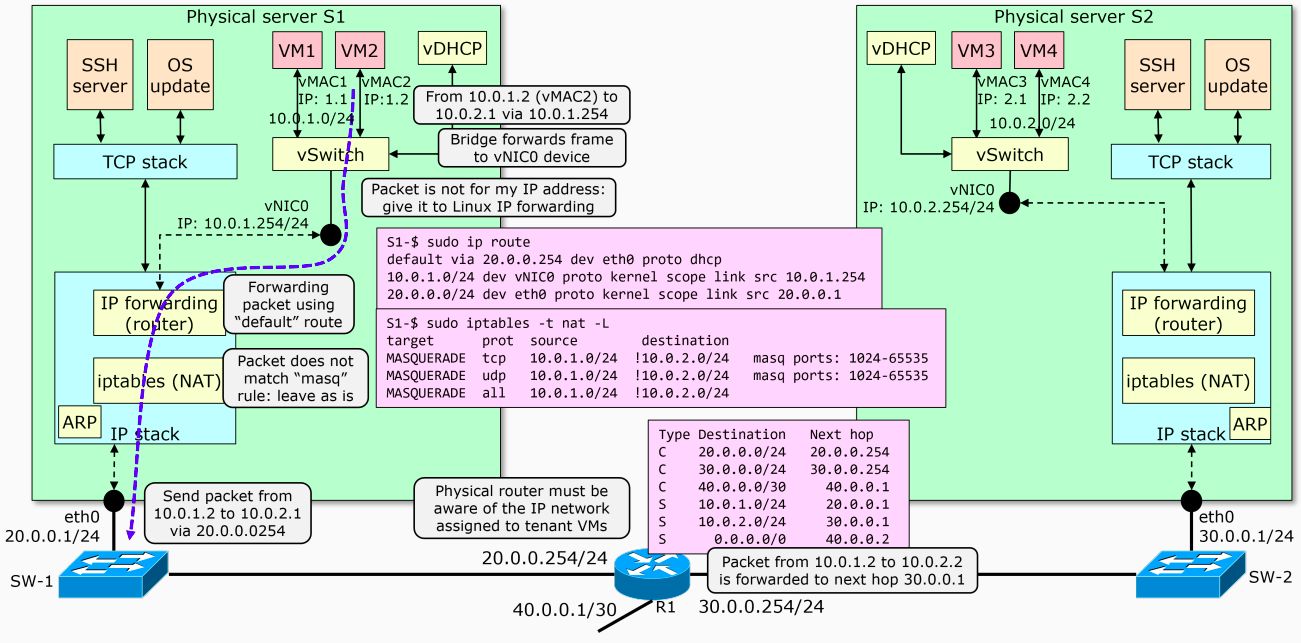 Physical server S1
SSH
server
OS
update
VM1
VM2
vDHCP
vMAC1
IP: 1.1
vMAC2
IP:1.2
10.0.1.0/24
From 10.0.1.2 (vMAC2) to
10.0.2.1 via 10.0.1.254
Bridge forwards frame
to vNIC0 device
TCP stack
vSwitch
Packet is not for my IP address:
give it to Linux IP forwarding
vNIC0
IP: 10.0.1.254/24
S1-$ sudo ip route
default via 20.0.0.254 dev eth0 proto dhcp
10.0.1.0/24 dev vNIC0 proto kernel scope link src 10.0.1.254
20.0.0.0/24 dev eth0 proto kernel scope link src 20.0.0.1
IP forwarding
(router)
Forwarding
packet using
“default” route
S1-$ sudo iptables -t nat -L
target prot source destination
MASQUERADE tcp 10.0.1.0/24 !10.0.2.0/24 masq ports: 1024-65535
MASQUERADE udp 10.0.1.0/24 !10.0.2.0/24 masq ports: 1024-65535
MASQUERADE all 10.0.1.0/24 !10.0.2.0/24
iptables (NAT)
Packet does not
match “masq”
rule: leave as is
ARP
IP stack
Send packet from
10.0.1.2 to 10.0.2.1
via 20.0.0.0254
eth0
20.0.0.1/24
SW-1
Physical router must be
aware of the IP network
assigned to tenant VMs
Type Destination Next hop
C 20.0.0.0/24 20.0.0.254
C 30.0.0.0/24 30.0.0.254
C 40.0.0.0/30 40.0.0.1
S 10.0.1.0/24 20.0.0.1
S 10.0.2.0/24 30.0.0.1
S 0.0.0.0/0 40.0.0.2
20.0.0.254/24
Packet from 10.0.1.2 to 10.0.2.2
is forwarded to next hop 30.0.0.1
40.0.0.1/30
R1
30.0.0.254/24
Physical server S2
vDHCP
VM3
VM4
SSH
server
OS
update
vMAC3
IP: 2.1
vMAC4
IP: 2.2
10.0.2.0/24
vSwitch
TCP stack
vNIC0
IP: 10.0.2.254/24
IP forwarding
(router)
iptables (NAT)
ARP
IP stack
eth0
30.0.0.1/24
SW-2